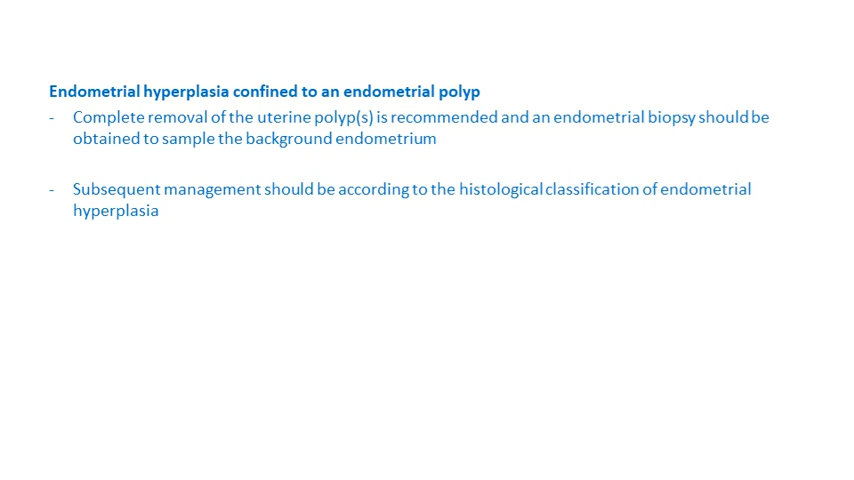 Endometrial hyperplasia confined to an endometrial polyp
- Complete removal of the uterine polyp(s) is recommended and an endometrial biopsy should be
obtained to sample the background endometrium
- Subsequent management should be according to the histological classification of endometrial
hyperplasia